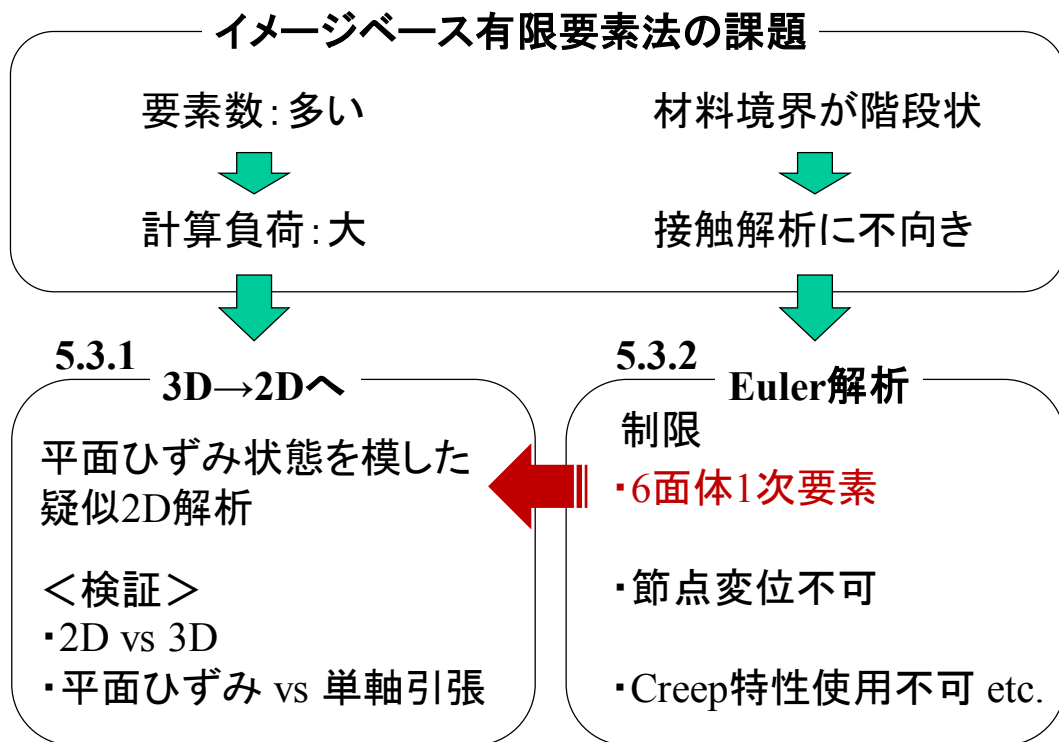 イメージベース有限要素法の課題
要素数：多い
計算負荷：大
材料境界が階段状
接触解析に不向き
5.3.1
3D→2Dへ
平面ひずみ状態を模した
疑似2D解析
＜検証＞
・2D vs 3D
・平面ひずみ vs 単軸引張
5.3.2
Euler解析
制限
・6面体1次要素
・節点変位不可
・Creep特性使用不可 etc.